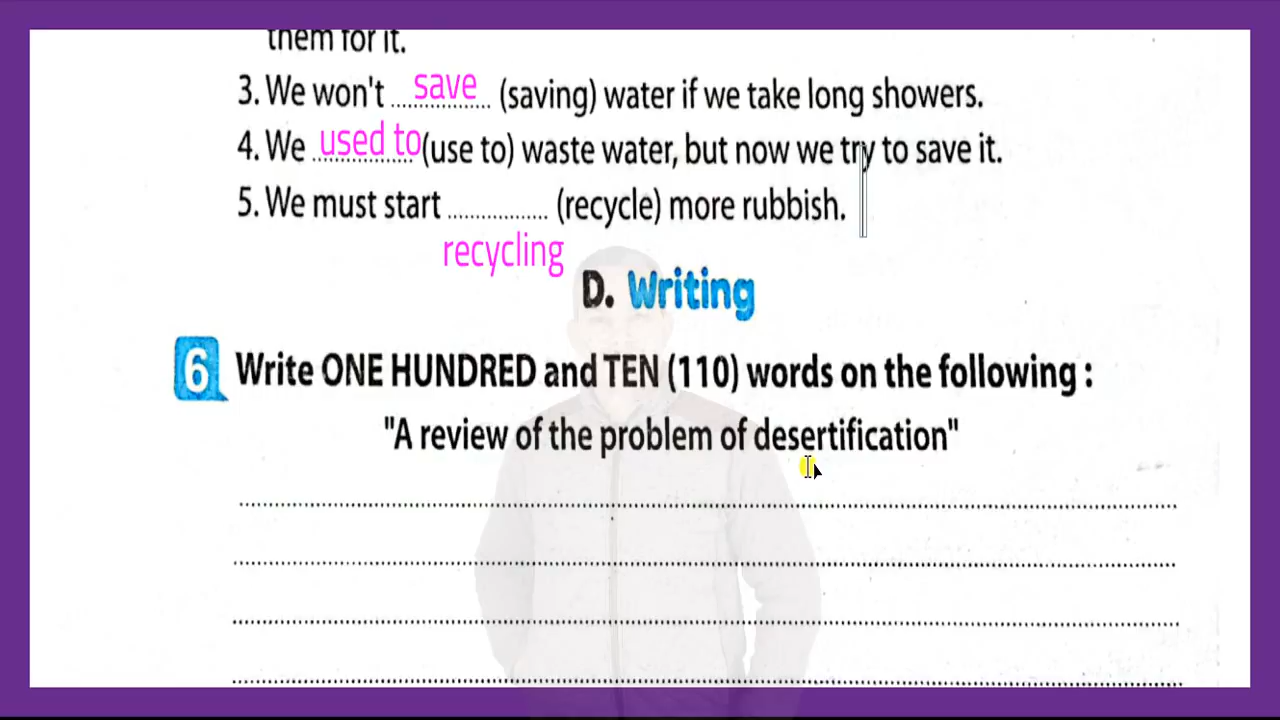 them for it.
3. We won't save (saving) water if we take long showers.
4. We used to (use to) waste water, but now we try to save it.
5. We must start .................. (recycle) more rubbish.
recycling
D. Writing
6 Write ONE HUNDRED and TEN (110) words on the following :
"A review of the problem of desertification"